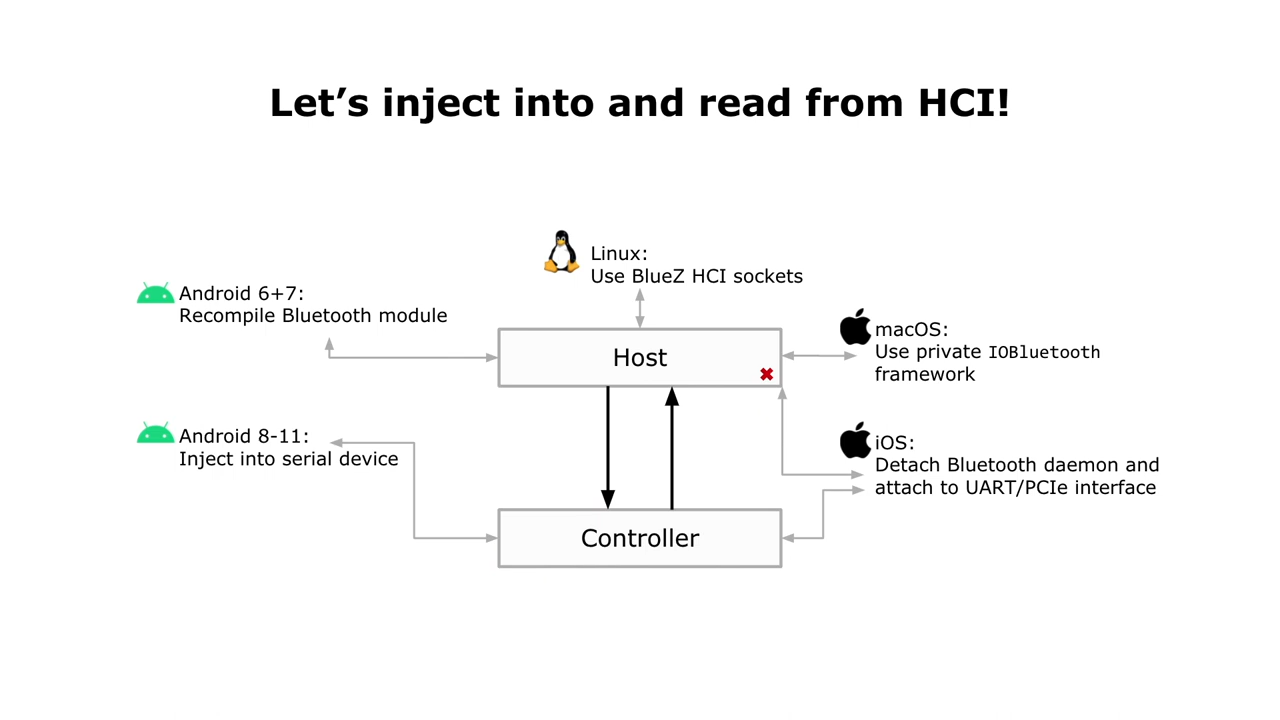 Let’s inject into and read from HCI!
Linux:
Use BlueZ HCI sockets
Android 6+7:
Recompile Bluetooth module
macOS:
Use private IOBluetooth
framework
Host
Android 8-11:
Inject into serial device
iOS:
Detach Bluetooth daemon and
attach to UART/PCIe interface
Controller